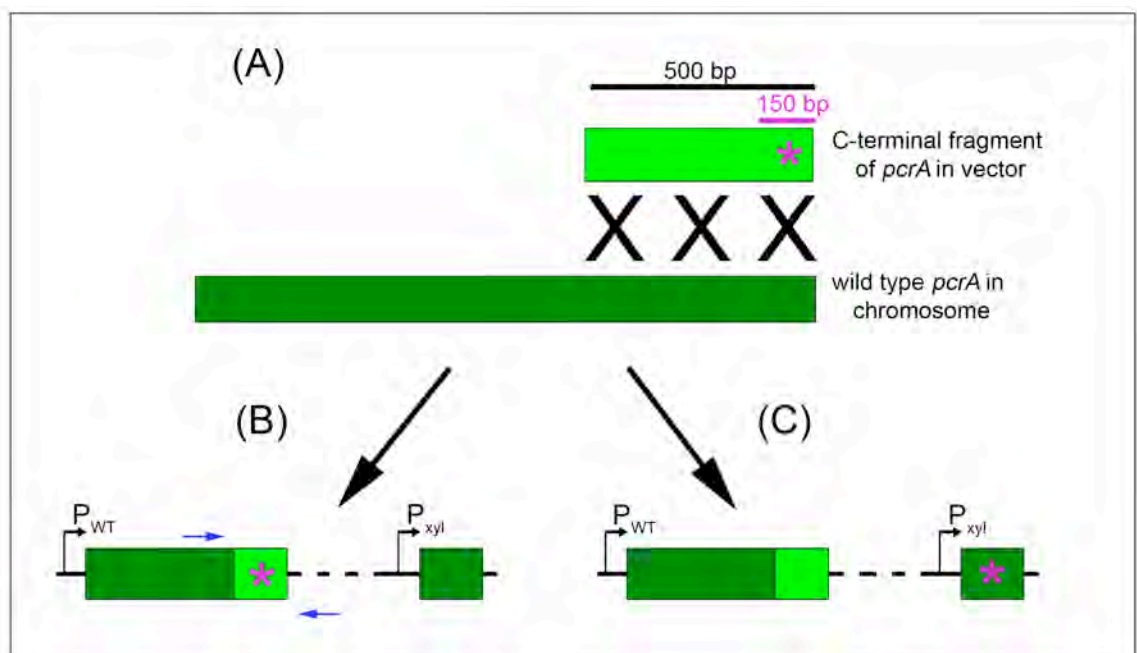 (A)
500 bp
150 bp
*
C-terminal fragment
of pcrA in vector
X X X
wild type pcrA in
chromosome
(B)
(C)
P WT
P xyl
P WT
P xyl
*
*